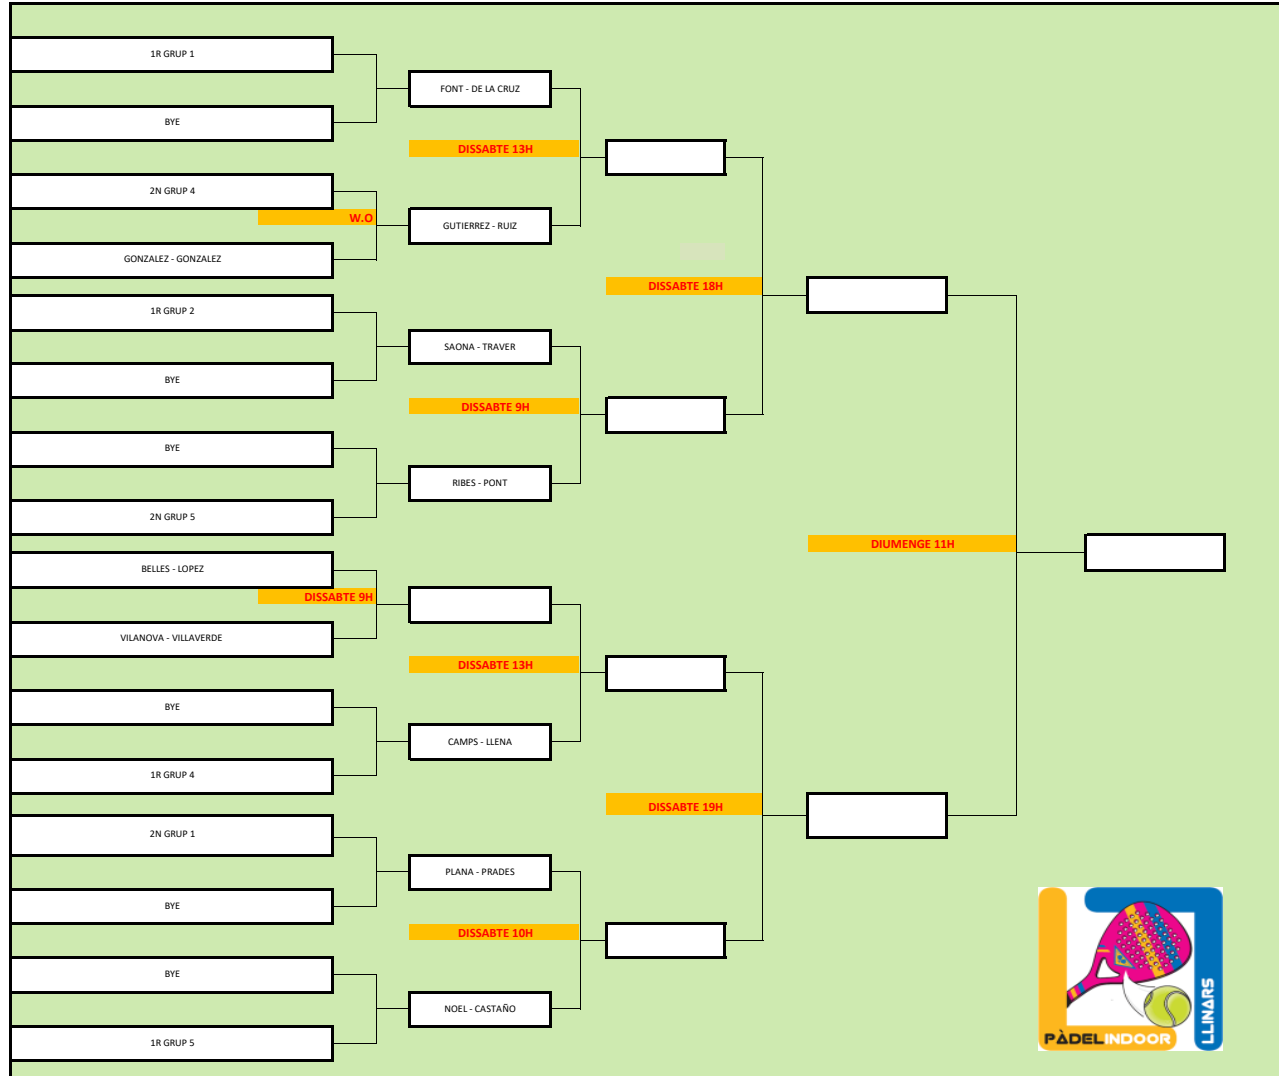 1R GRUP 1
FONT - DE LA CRUZ
BYE
DISSABTE 13H
2N GRUP 4
W.O
GUTIERREZ - RUIZ
GONZALEZ - GONZALEZ
DISSABTE 18H
1R GRUP 2
SAONA - TRAVER
BYE
DISSABTE 9H
BYE
RIBES - PONT
2N GRUP 5
DIUMENGE 11H
BELLES - LOPEZ
DISSABTE 9H
VILANOVA - VILLAVERDE
DISSABTE 13H
BYE
CAMPS - LLENA
1R GRUP 4
DISSABTE 19H
2N GRUP 1
PLANA - PRADES
BYE
DISSABTE 10H
BYE
NOEL - CASTAÑO
1R GRUP 5
PÀDELINDOOR
LLINARS